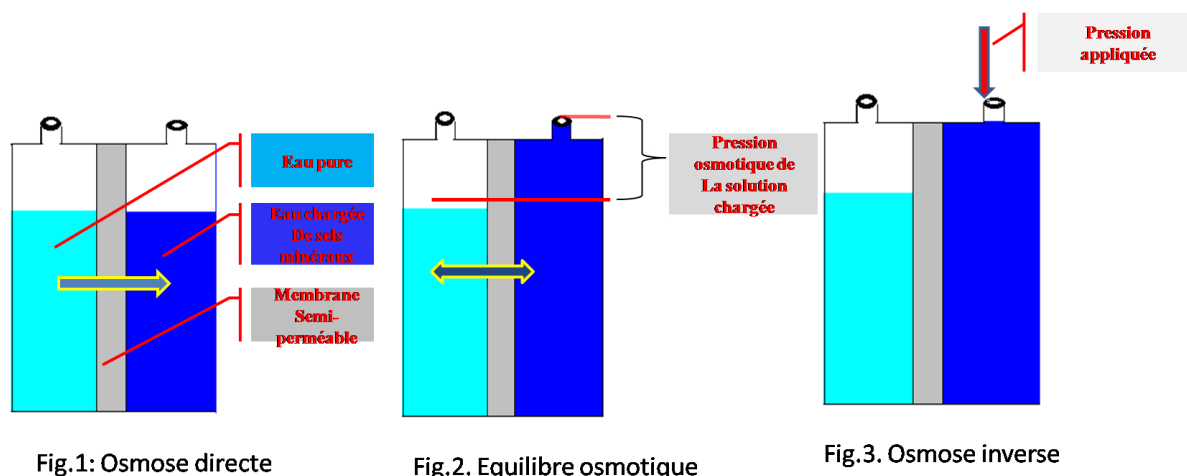 Pression
appliquée
Eau pure
Eau chargée
De sels
minéraux
Membrane
Semi-
perméable
Pression
osmotique de
La solution
chargée
Fig.1: Osmose directe
Fig.2. Equilibre osmotique
Fig.3. Osmose inverse